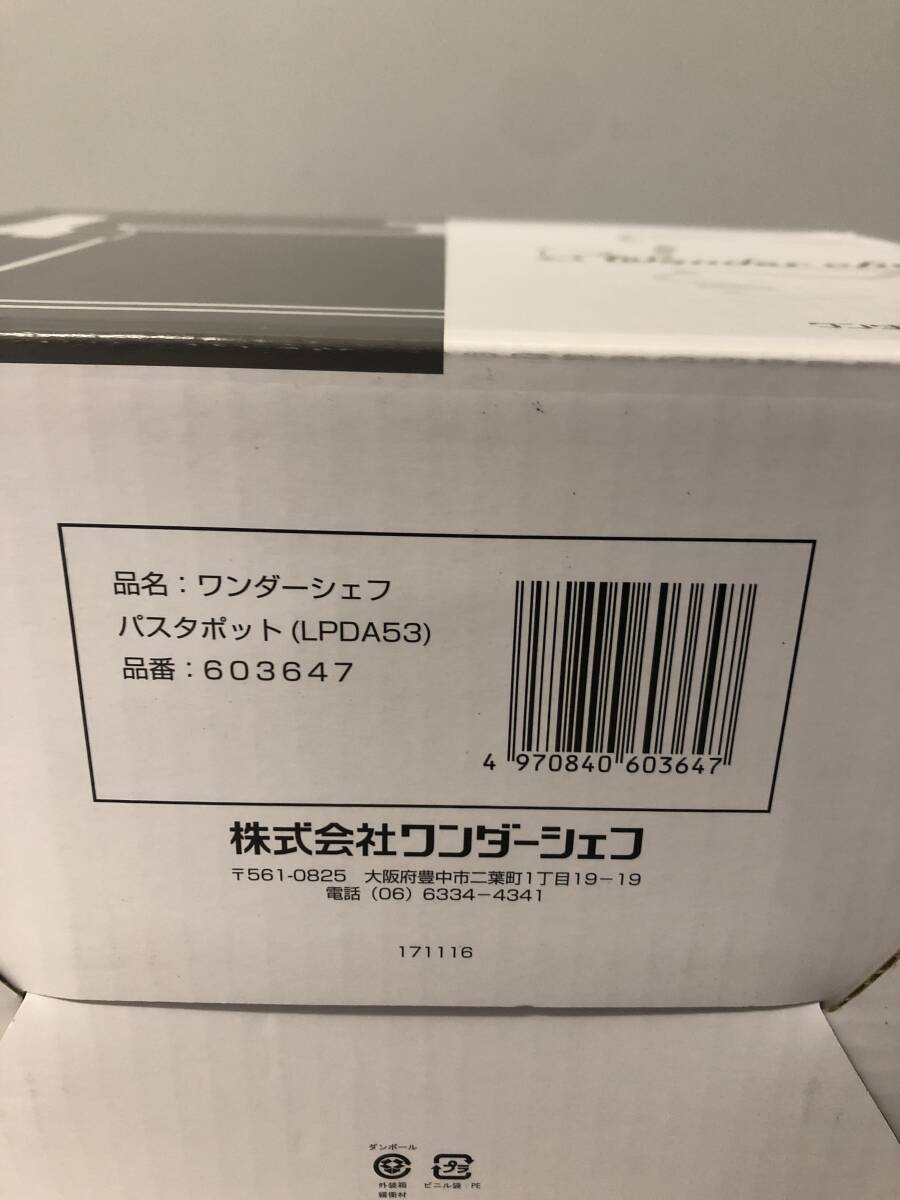 品名：ワンダーシェフ
パスタポット(LPDA53)
品番：603647
4 970840 603647
株式会社ワンダーシェフ
〒561-0825 大阪府豊中市二葉町1丁目19-19
電話（06）6334-4341
171116
ダンボール
外装箱
緩衝材
プラ
ビニル袋：PE